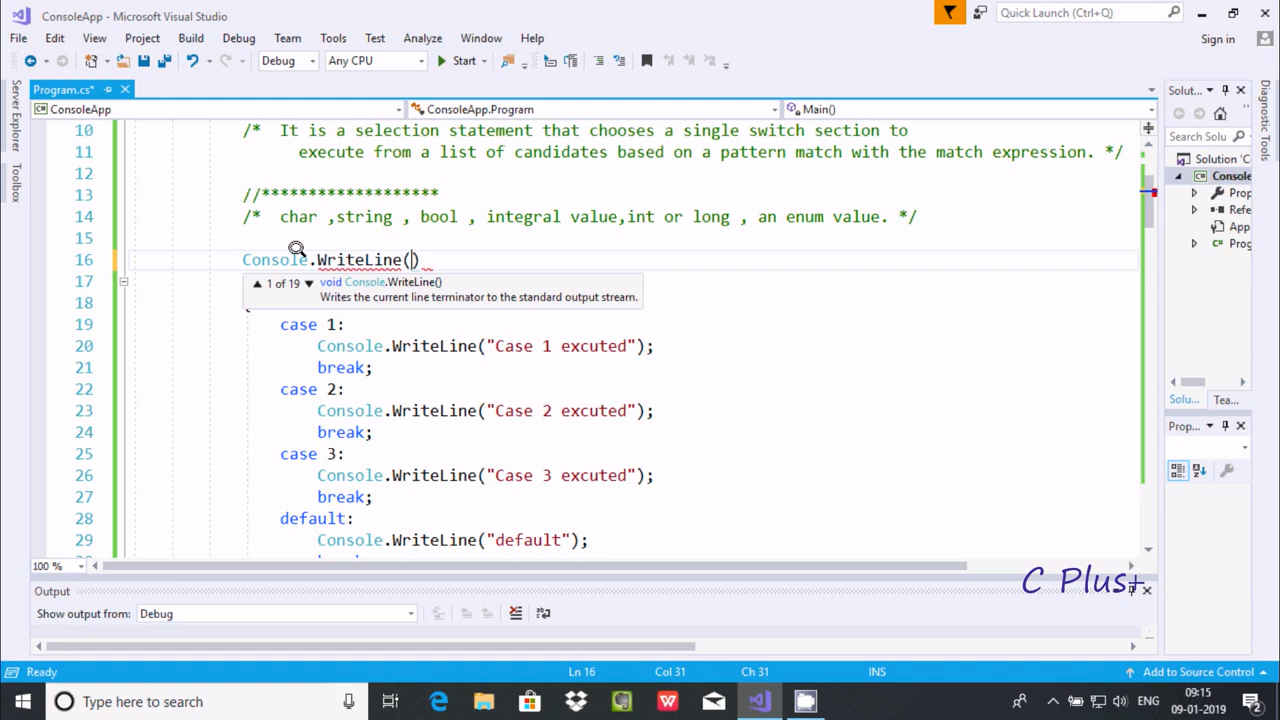 ConsoleApp - Microsoft Visual Studio
Quick Launch (Ctrl+Q)
File Edit View Project Build Debug Team Tools Test Analyze Window Help
Sign in
Debug Any CPU Start
Server Explorer
Toolbox
Program.cs*
ConsoleApp ConsoleApp.Program Main()
10 /* It is a selection statement that chooses a single switch section to
11 execute from a list of candidates based on a pattern match with the match expression. */
12
13 //*******************
14 /* char ,string , bool , integral value,int or long , an enum value. */
15
16 Console.WriteLine()
17 1 of 19 void Console.WriteLine()
Writes the current line terminator to the standard output stream.
18
19 case 1:
20 Console.WriteLine("Case 1 excuted");
21 break;
22 case 2:
23 Console.WriteLine("Case 2 excuted");
24 break;
25 case 3:
26 Console.WriteLine("Case 3 excuted");
27 break;
28 default:
29 Console.WriteLine("default");
100 %
Solut...
Search Solu
Solution 'C
Consol
Prop
Refe
App
Prog
Solu... Tea...
Prop...
Diagnostic Tools
C Plus+
Output
Show output from: Debug
Ready Ln 16 Col 31 Ch 31 INS Add to Source Control
Type here to search
ENG
09:15
09-01-2019
2